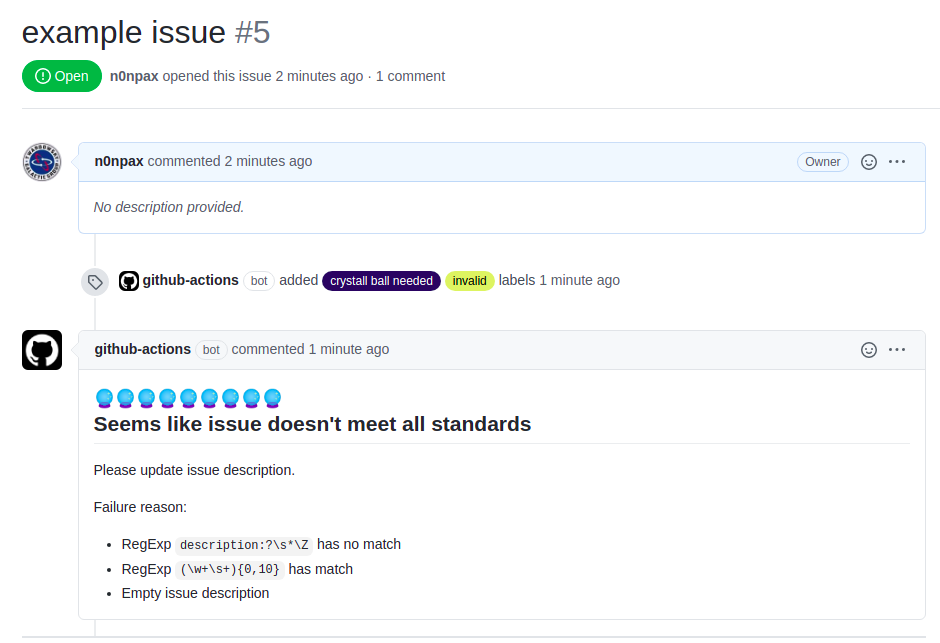 example issue #5
Open n0npax opened this issue 2 minutes ago · 1 comment
n0npax commented 2 minutes ago Owner
No description provided.
github-actions bot added crystall ball needed invalid labels 1 minute ago
github-actions bot commented 1 minute ago
Seems like issue doesn't meet all standards
Please update issue description.
Failure reason:
• RegExp description:?\s*\Z has no match
• RegExp (\w+\s+){0,10} has match
• Empty issue description